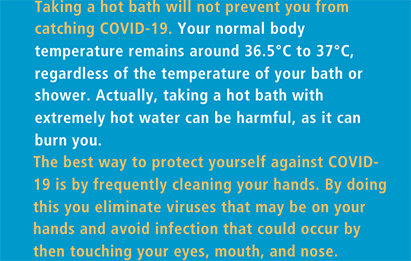 Taking a hot bath will not prevent you from
catching COVID-19. Your normal body
temperature remains around 36.5°C to 37°C,
regardless of the temperature of your bath or
shower. Actually, taking a hot bath with
extremely hot water can be harmful, as it can
burn you.
The best way to protect yourself against COVID-
19 is by frequently cleaning your hands. By doing
this you eliminate viruses that may be on your
hands and avoid infection that could occur by
then touching your eyes, mouth, and nose.